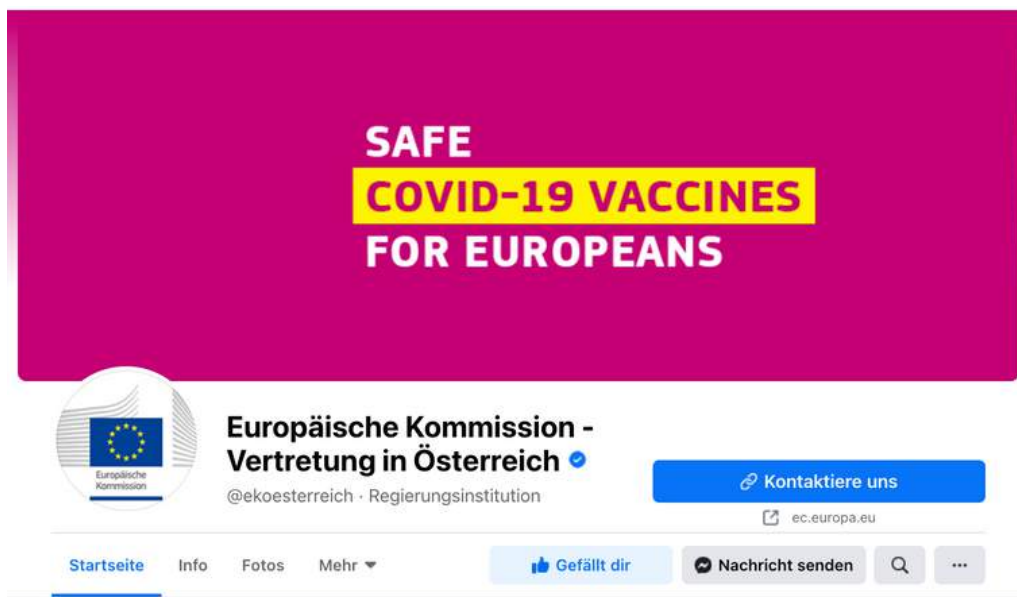 SAFE
COVID-19 VACCINES
FOR EUROPEANS
Europäische
Kommission
Europäische Kommission -
Vertretung in Österreich
@ekoesterreich · Regierungsinstitution
Kontaktiere uns
ec.europa.eu
Startseite Info Fotos Mehr
Gefällt dir Nachricht senden